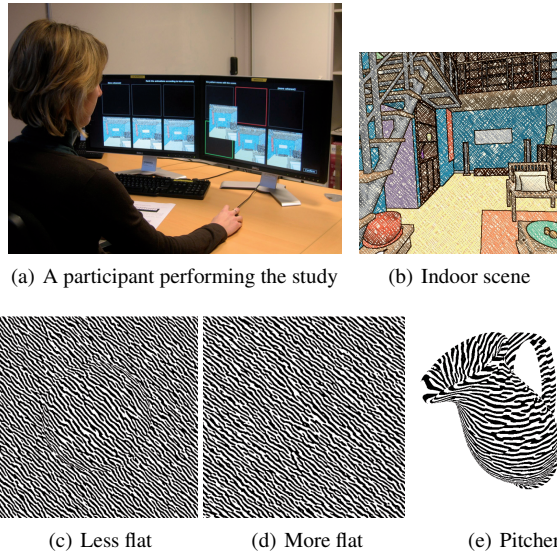 (a) A participant performing the study
(b) Indoor scene
(c) Less flat
(d) More flat
(e) Pitcher